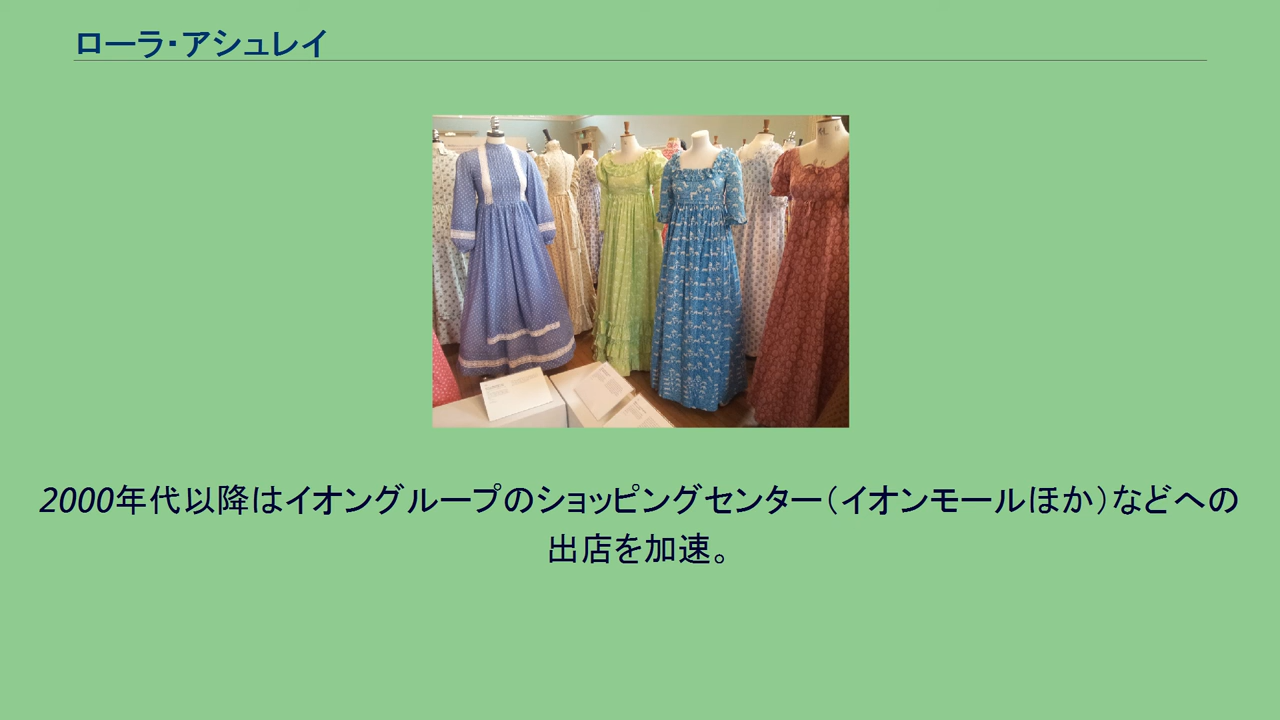 ローラ・アシュレイ
2000年代以降はイオングループのショッピングセンター（イオンモールほか）などへの
出店を加速。